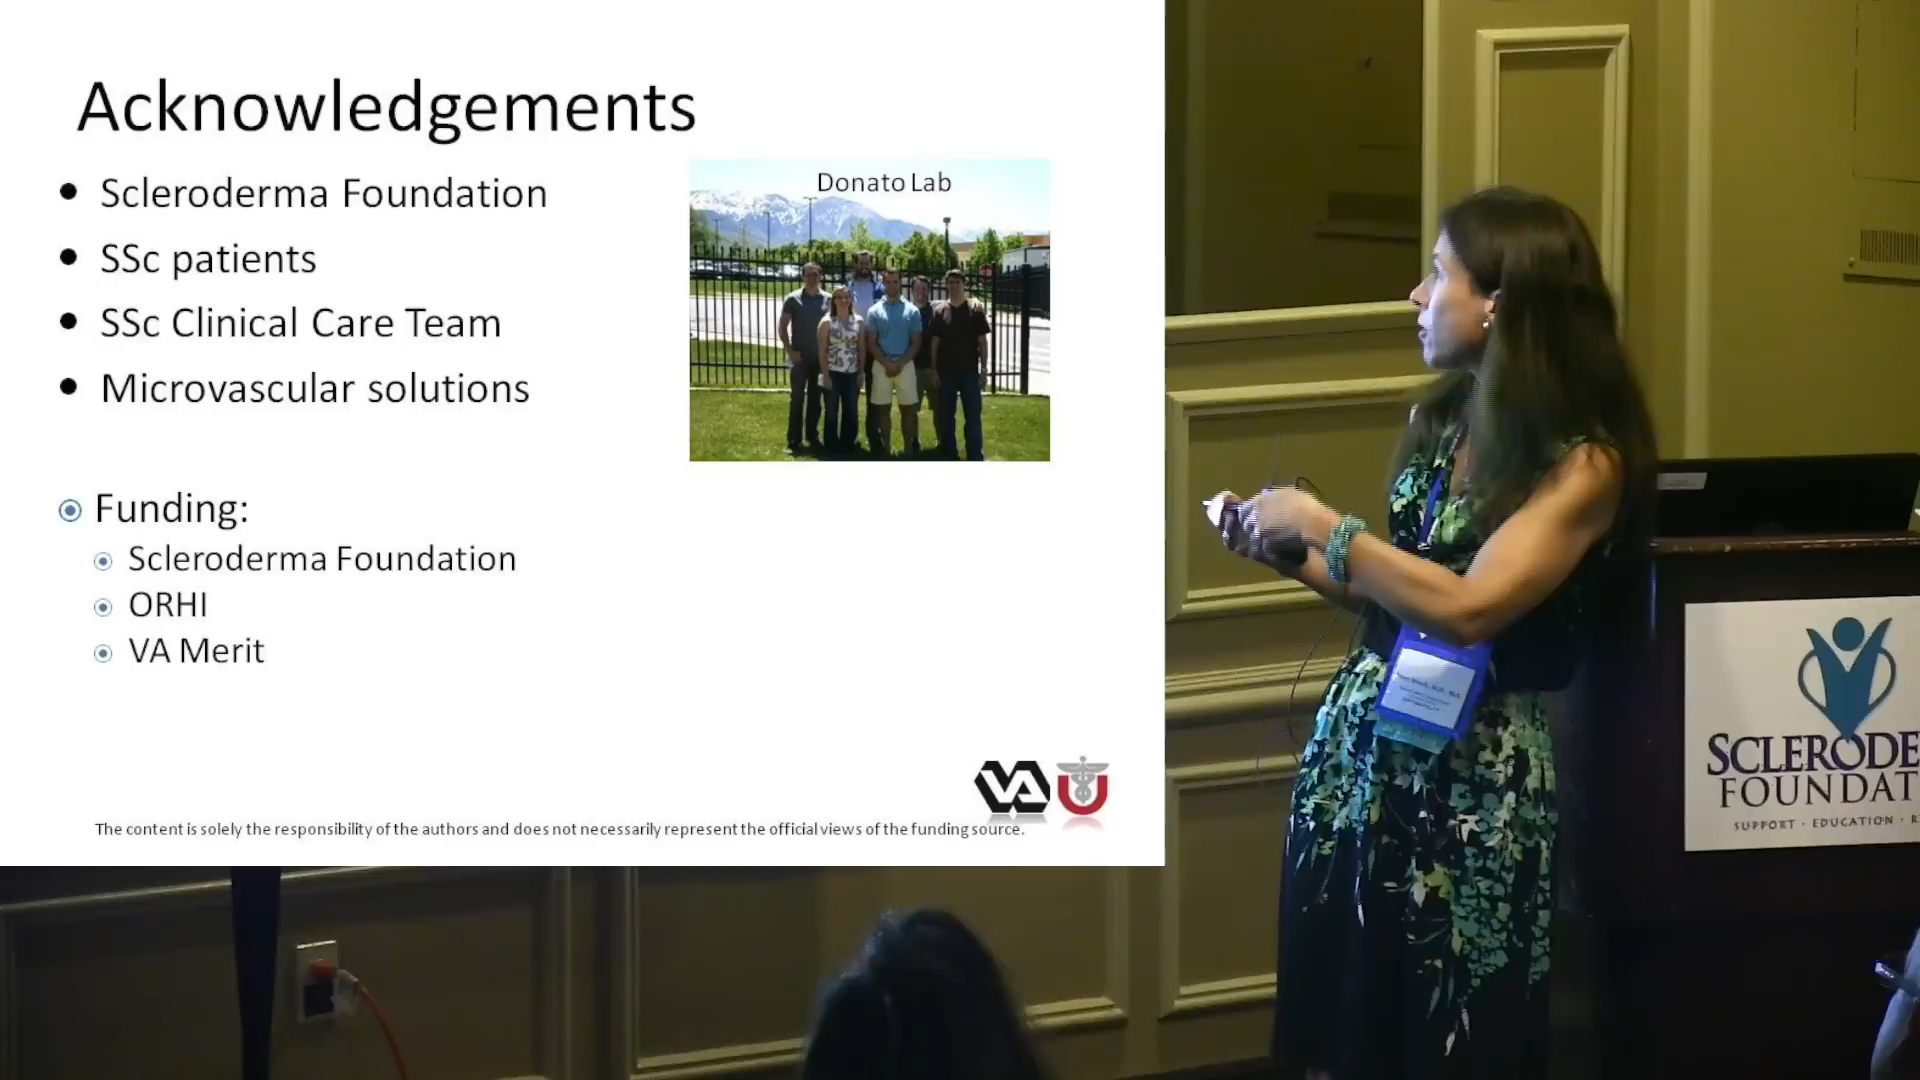 Acknowledgements
Scleroderma Foundation
SSc patients
SSc Clinical Care Team
Microvascular solutions
Donato Lab
Funding:
Scleroderma Foundation
ORHI
VA Merit
VA U
The content is solely the responsibility of the authors and does not necessarily represent the official views of the funding source.
SCLERODE
FOUNDAT
SUPPORT · EDUCATION · R